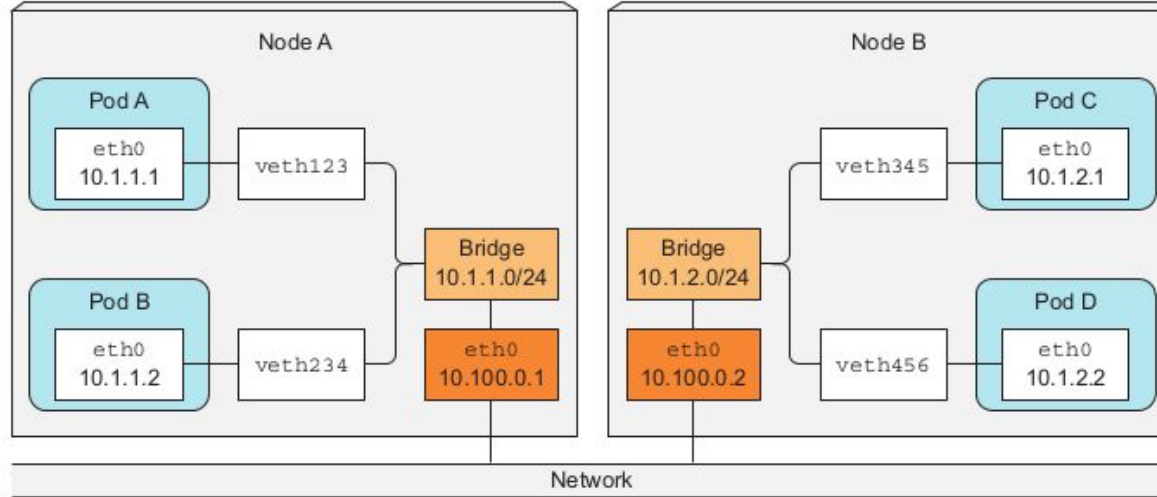 Node A
Pod A
eth0
10.1.1.1
veth123
Bridge
10.1.1.0/24
Pod B
eth0
10.1.1.2
veth234
eth0
10.100.0.1
Node B
Pod C
veth345
eth0
10.1.2.1
Bridge
10.1.2.0/24
Pod D
eth0
10.100.0.2
veth456
eth0
10.1.2.2
Network